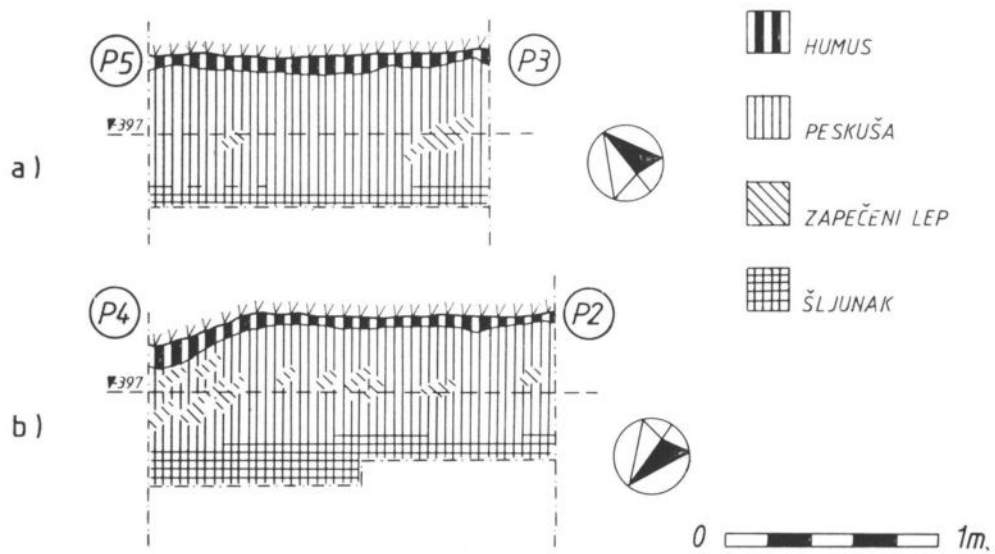 P5
P3
397
a)
HUMUS
PESKUŠA
ZAPEČENI LEP
ŠLJUNAK
P4
P2
397
b)
0 1m.